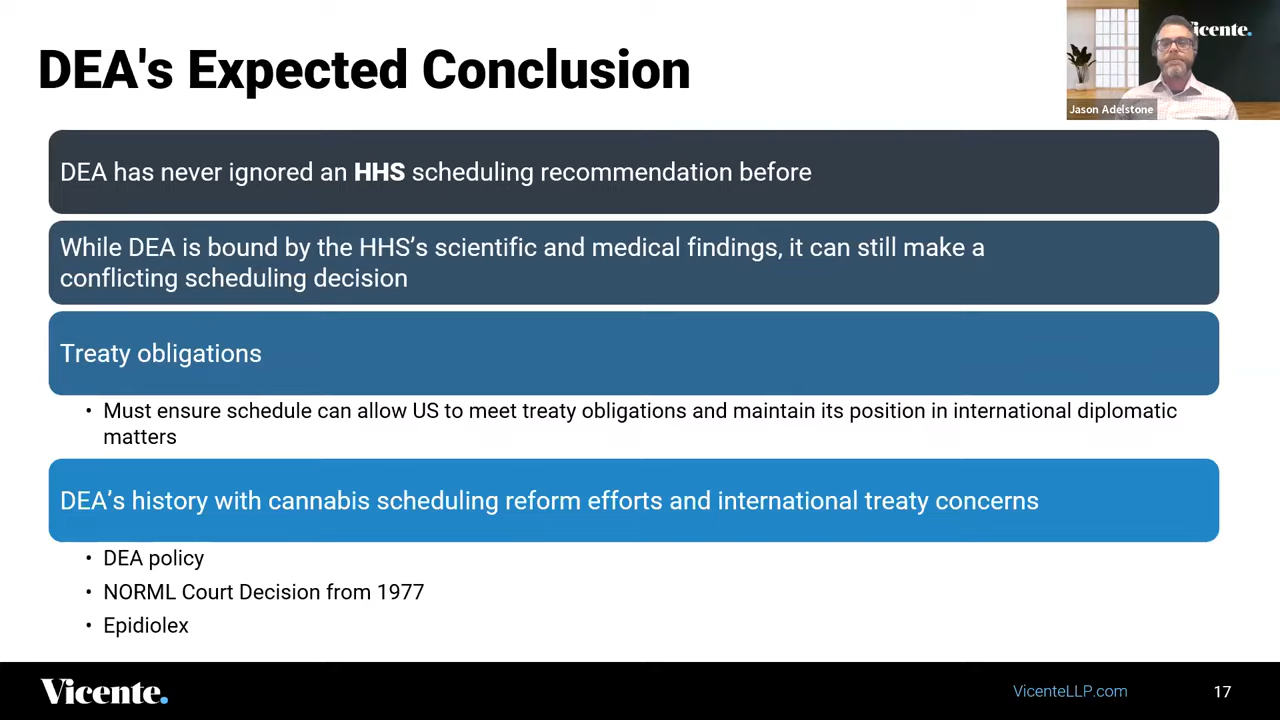 DEA's Expected Conclusion
icente.
Jason Adelstone
DEA has never ignored an HHS scheduling recommendation before
While DEA is bound by the HHS’s scientific and medical findings, it can still make a
conflicting scheduling decision
Treaty obligations
• Must ensure schedule can allow US to meet treaty obligations and maintain its position in international diplomatic
matters
DEA’s history with cannabis scheduling reform efforts and international treaty concerns
• DEA policy
• NORML Court Decision from 1977
• Epidiolex
Vicente.
VicenteLLP.com
17